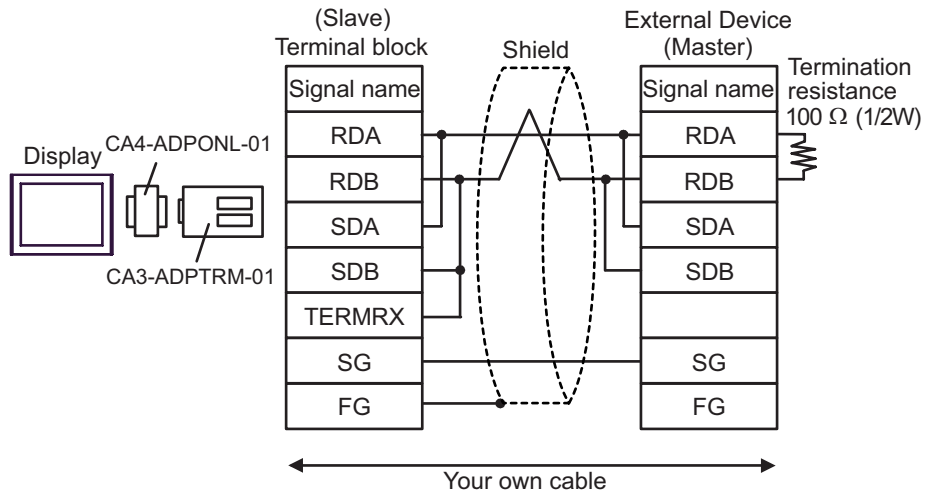 (Slave)
Terminal block
Shield
External Device
(Master)
Termination
resistance
100 Ω (1/2W)
Display
CA4-ADPONL-01
CA3-ADPTRM-01
Signal name
RDA
RDB
SDA
SDB
TERMRX
SG
FG
Signal name
RDA
RDB
SDA
SDB
SG
FG
Your own cable